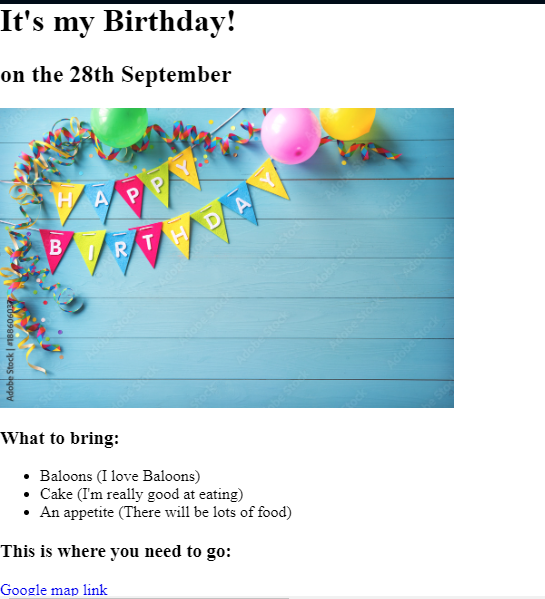 It's my Birthday!
on the 28th September
HAPPY
BIRTHDAY
Adobe Stock | #188606032
What to bring:
Baloons (I love Baloons)
Cake (I'm really good at eating)
An appetite (There will be lots of food)
This is where you need to go:
Google map link